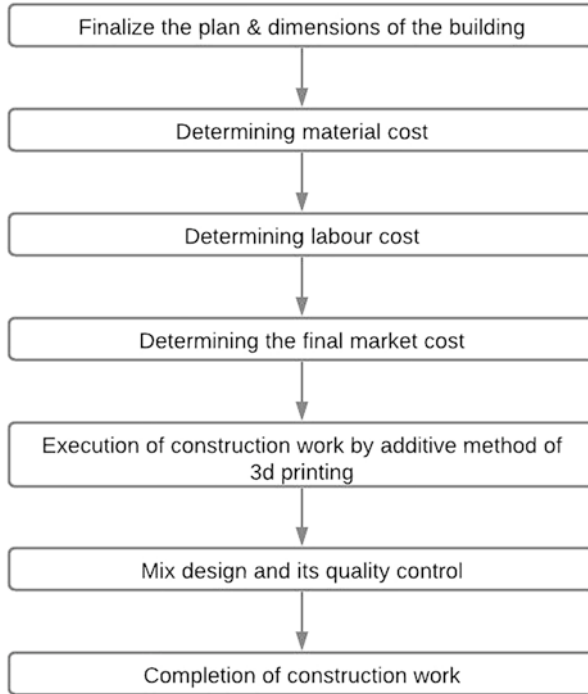 Finalize the plan & dimensions of the building
Determining material cost
Determining labour cost
Determining the final market cost
Execution of construction work by additive method of
3d printing
Mix design and its quality control
Completion of construction work